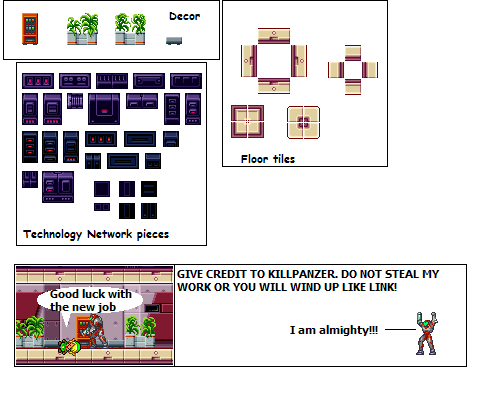 Decor
Floor tiles
Technology Network pieces
Good luck with
the new job
GIVE CREDIT TO KILLPANZER. DO NOT STEAL MY
WORK OR YOU WILL WIND UP LIKE LINK!
I am almighty!!!